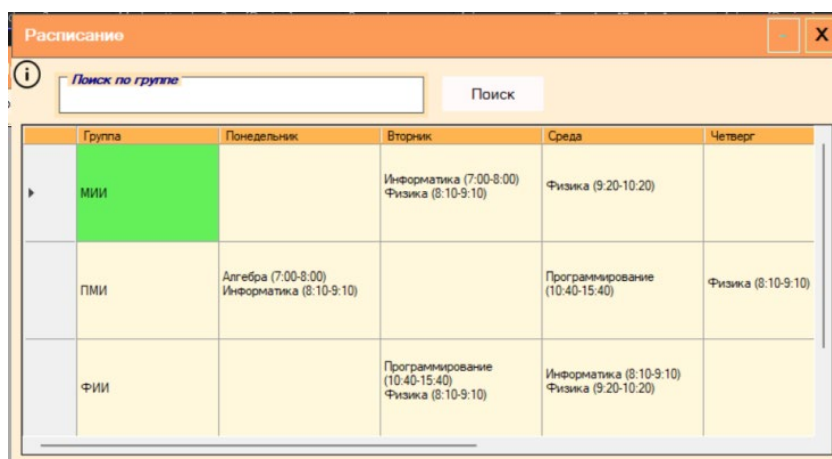 Расписание
X
Поиск по группе
Поиск
Группа Понедельник Вторник Среда Четверг
МИИ
Информатика (7:00-8:00)
Физика (8:10-9:10)
Физика (9:20-10:20)
ПМИ
Алгебра (7:00-8:00)
Информатика (8:10-9:10)
Программирование
(10:40-15:40)
Физика (8:10-9:10)
ФИИ
Программирование
(10:40-15:40)
Физика (8:10-9:10)
Информатика (8:10-9:10)
Физика (9:20-10:20)